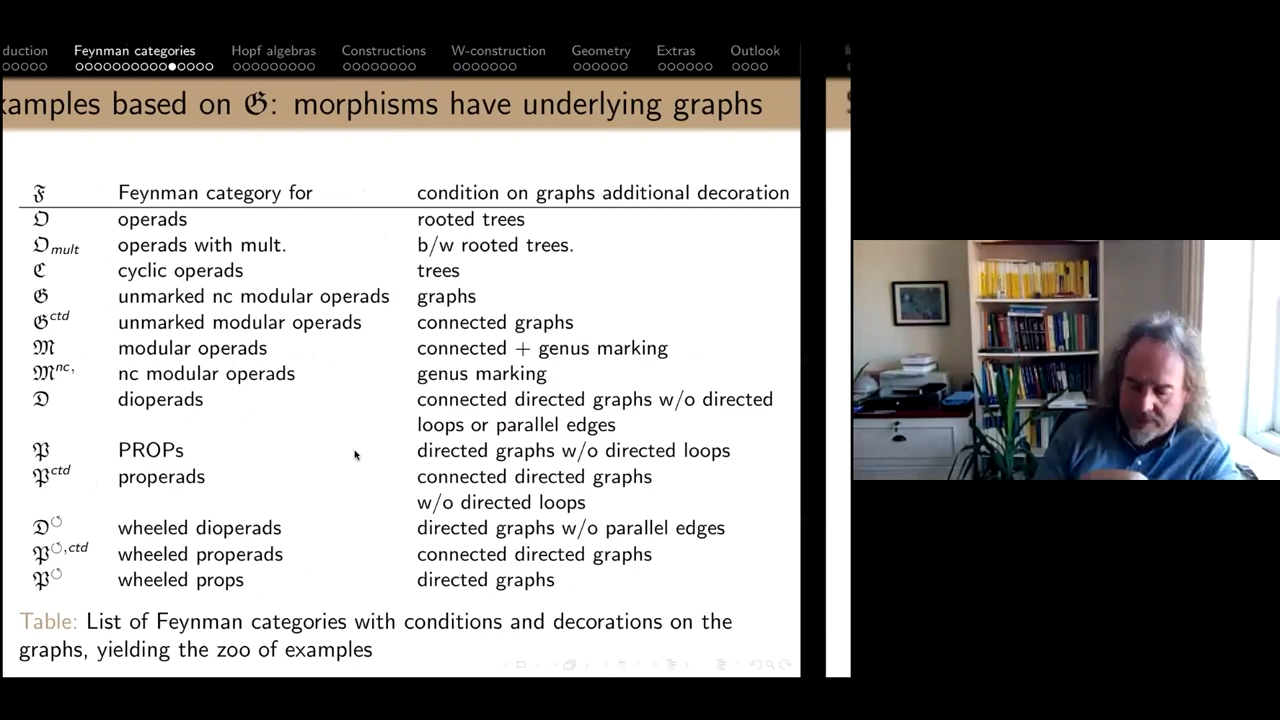 duction Feynman categories Hopf algebras Constructions W-construction Geometry Extras Outlook
xamples based on 𝔊: morphisms have underlying graphs
𝔉 Feynman category for condition on graphs additional decoration
𝔒 operads rooted trees
𝔒mult operads with mult. b/w rooted trees.
ℭ cyclic operads trees
𝔊 unmarked nc modular operads graphs
𝔊ctd unmarked modular operads connected graphs
𝔐 modular operads connected + genus marking
𝔐nc, nc modular operads genus marking
𝔇 dioperads connected directed graphs w/o directed
loops or parallel edges
𝔓 PROPs directed graphs w/o directed loops
𝔓ctd properads connected directed graphs
w/o directed loops
𝔇↺ wheeled dioperads directed graphs w/o parallel edges
𝔓↺,ctd wheeled properads connected directed graphs
𝔓↺ wheeled props directed graphs
Table: List of Feynman categories with conditions and decorations on the
graphs, yielding the zoo of examples